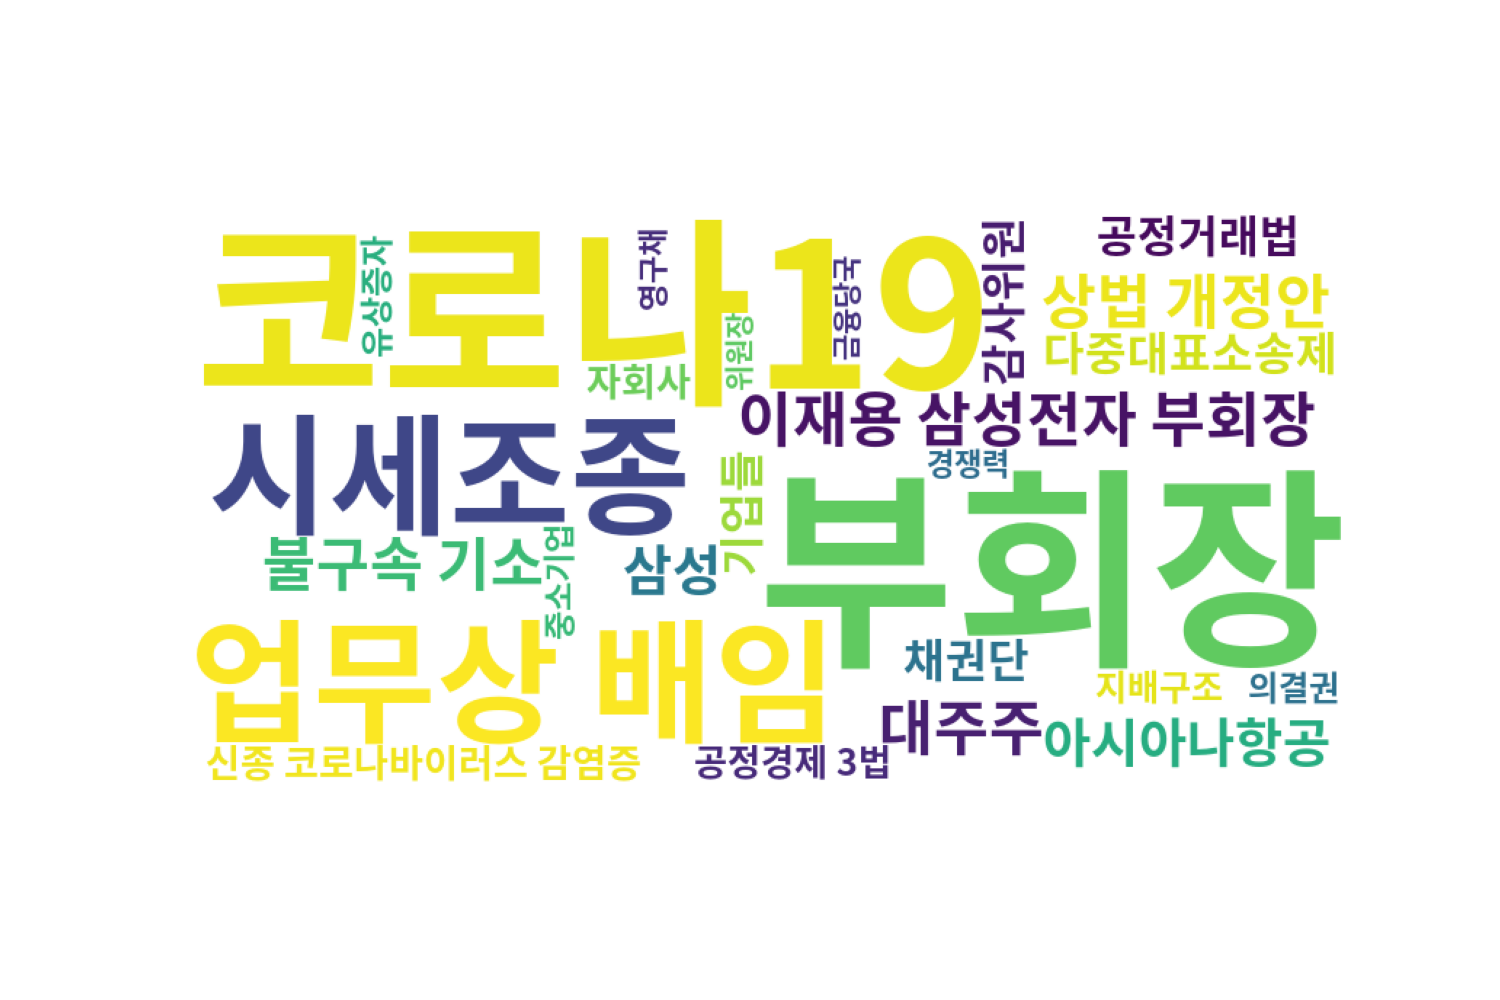 코로나19
유상증자
영구채
위원장
금융당국
감사위원
공정거래법
상법 개정안
다중대표소송제
자회사
이재용 삼성전자 부회장
시세조종
경쟁력
기업들
부회장
불구속 기소
중소기업
삼성
업무상 배임
채권단
지배구조
의결권
대주주
아시아나항공
신종 코로나바이러스 감염증
공정경제 3법